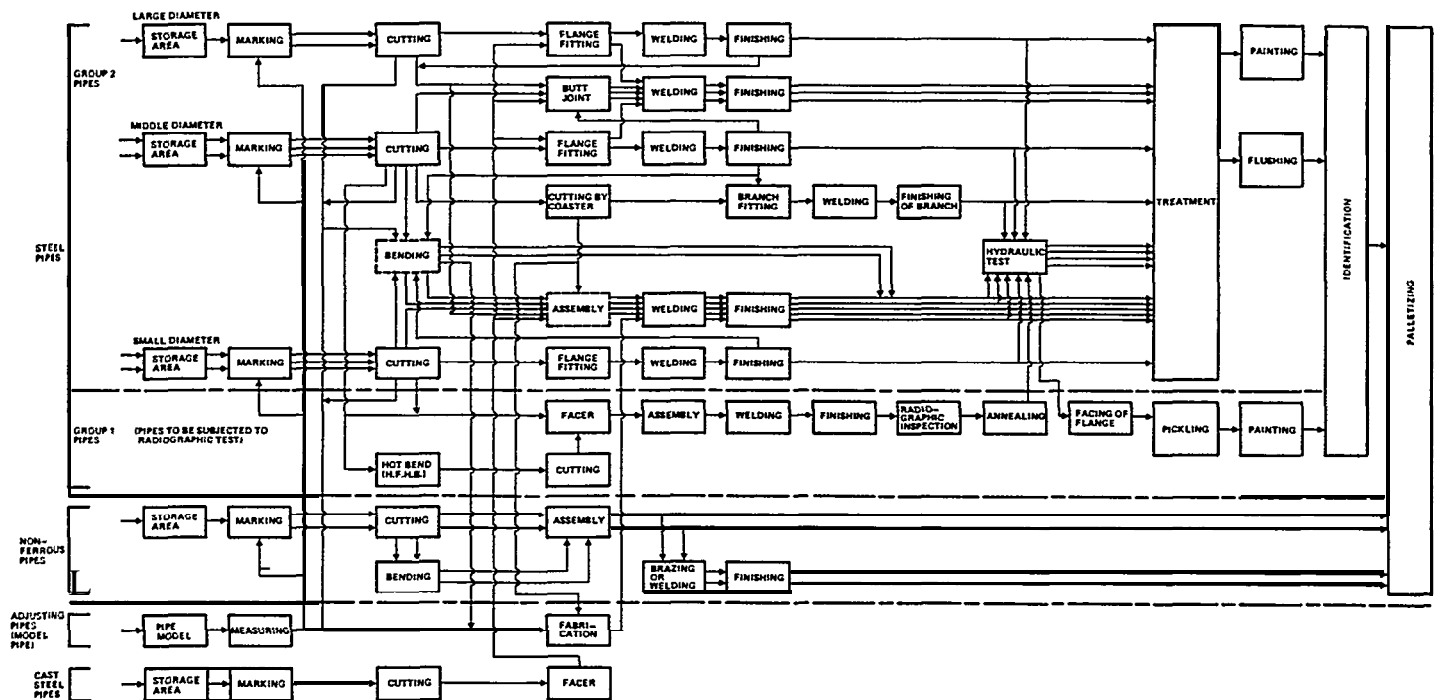 LARGE DIAMETER
STORAGE
AREA
MARKING
CUTTING
FLANGE
FITTING
WELDING
FINISHING
PAINTING
GROUP 2
PIPES
BUTT
JOINT
WELDING
FINISHING
MIDDLE DIAMETER
STORAGE
AREA
MARKING
CUTTING
FLANGE
FITTING
WELDING
FINISHING
FLUSHING
CUTTING BY
COASTER
BRANCH
FITTING
WELDING
FINISHING
OF BRANCH
TREATMENT
STEEL
PIPES
BENDING
HYDRAULIC
TEST
IDENTIFICATION
PALLETIZING
ASSEMBLY
WELDING
FINISHING
SMALL DIAMETER
STORAGE
AREA
MARKING
CUTTING
FLANGE
FITTING
WELDING
FINISHING
GROUP 1
PIPES
(PIPES TO BE SUBJECTED TO
RADIOGRAPHIC TEST)
FACER
ASSEMBLY
WELDING
FINISHING
RADIO-
GRAPHIC
INSPECTION
ANNEALING
FACING OF
FLANGE
PICKLING
PAINTING
HOT BEND
(H.F.H.B.)
CUTTING
NON-
FERROUS
PIPES
STORAGE
AREA
MARKING
CUTTING
ASSEMBLY
BENDING
BRAZING
OR
WELDING
FINISHING
ADJUSTING
PIPES
(MODEL
PIPE)
PIPE
MODEL
MEASURING
FABRI-
CATION
CAST
STEEL
PIPES
STORAGE
AREA
MARKING
CUTTING
FACER